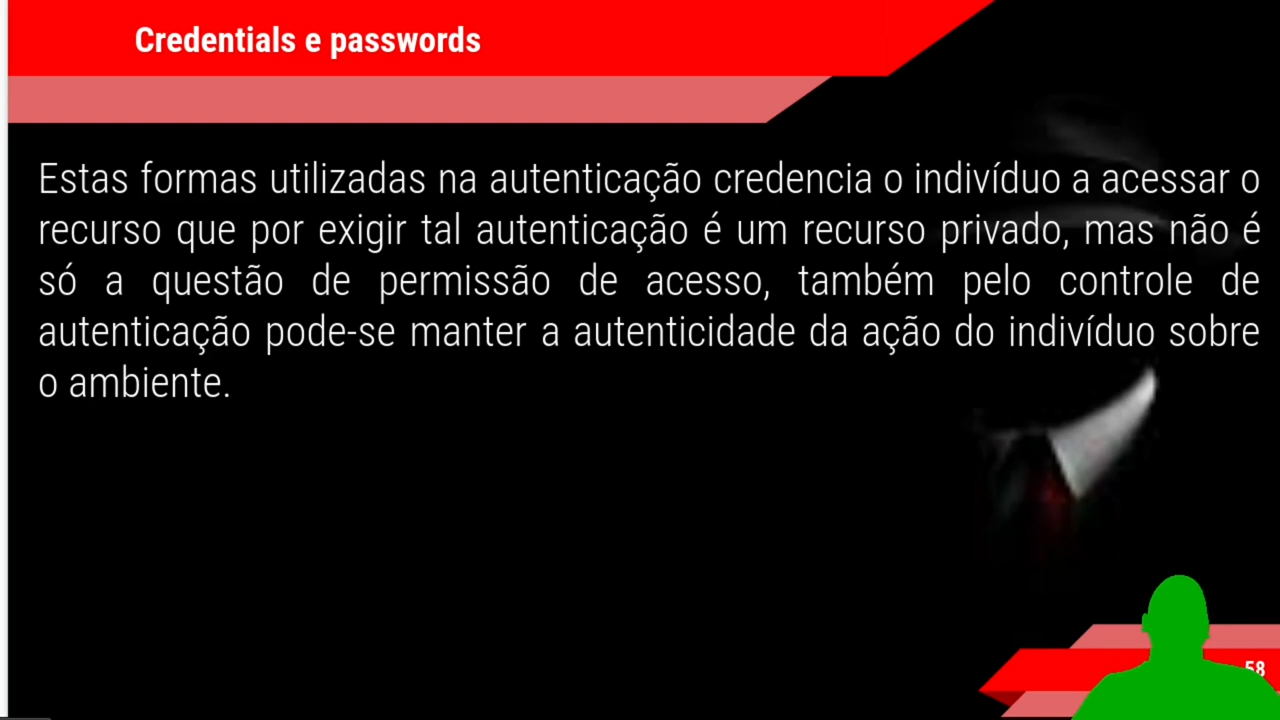 Credentials e passwords
Estas formas utilizadas na autenticação credencia o indivíduo a acessar o
recurso que por exigir tal autenticação é um recurso privado, mas não é
só a questão de permissão de acesso, também pelo controle de
autenticação pode-se manter a autenticidade da ação do indivíduo sobre
o ambiente.
58